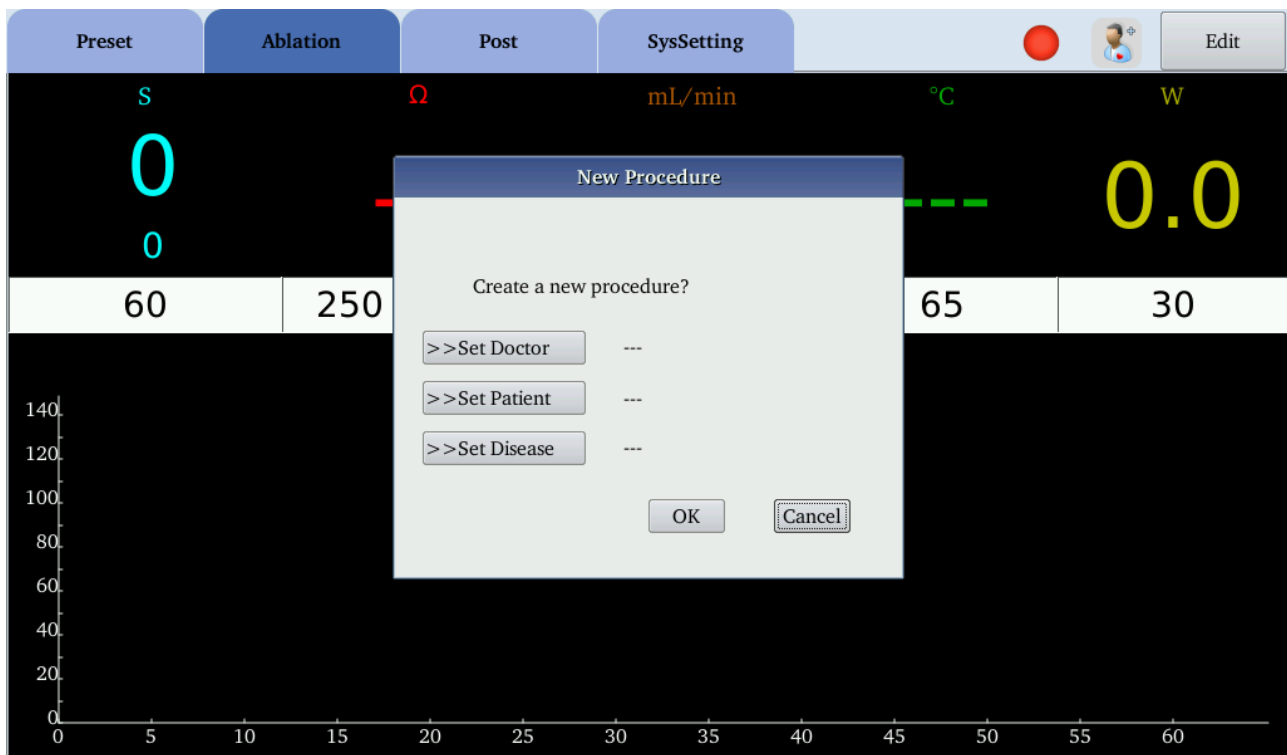 Preset Ablation Post SysSetting Edit
S Ω mL/min °C W
0 0.0
0
60 250 65 30
New Procedure
Create a new procedure?
>>Set Doctor ---
>>Set Patient ---
>>Set Disease ---
OK Cancel
140
120
100
80
60
40
20
0
0 5 10 15 20 25 30 35 40 45 50 55 60